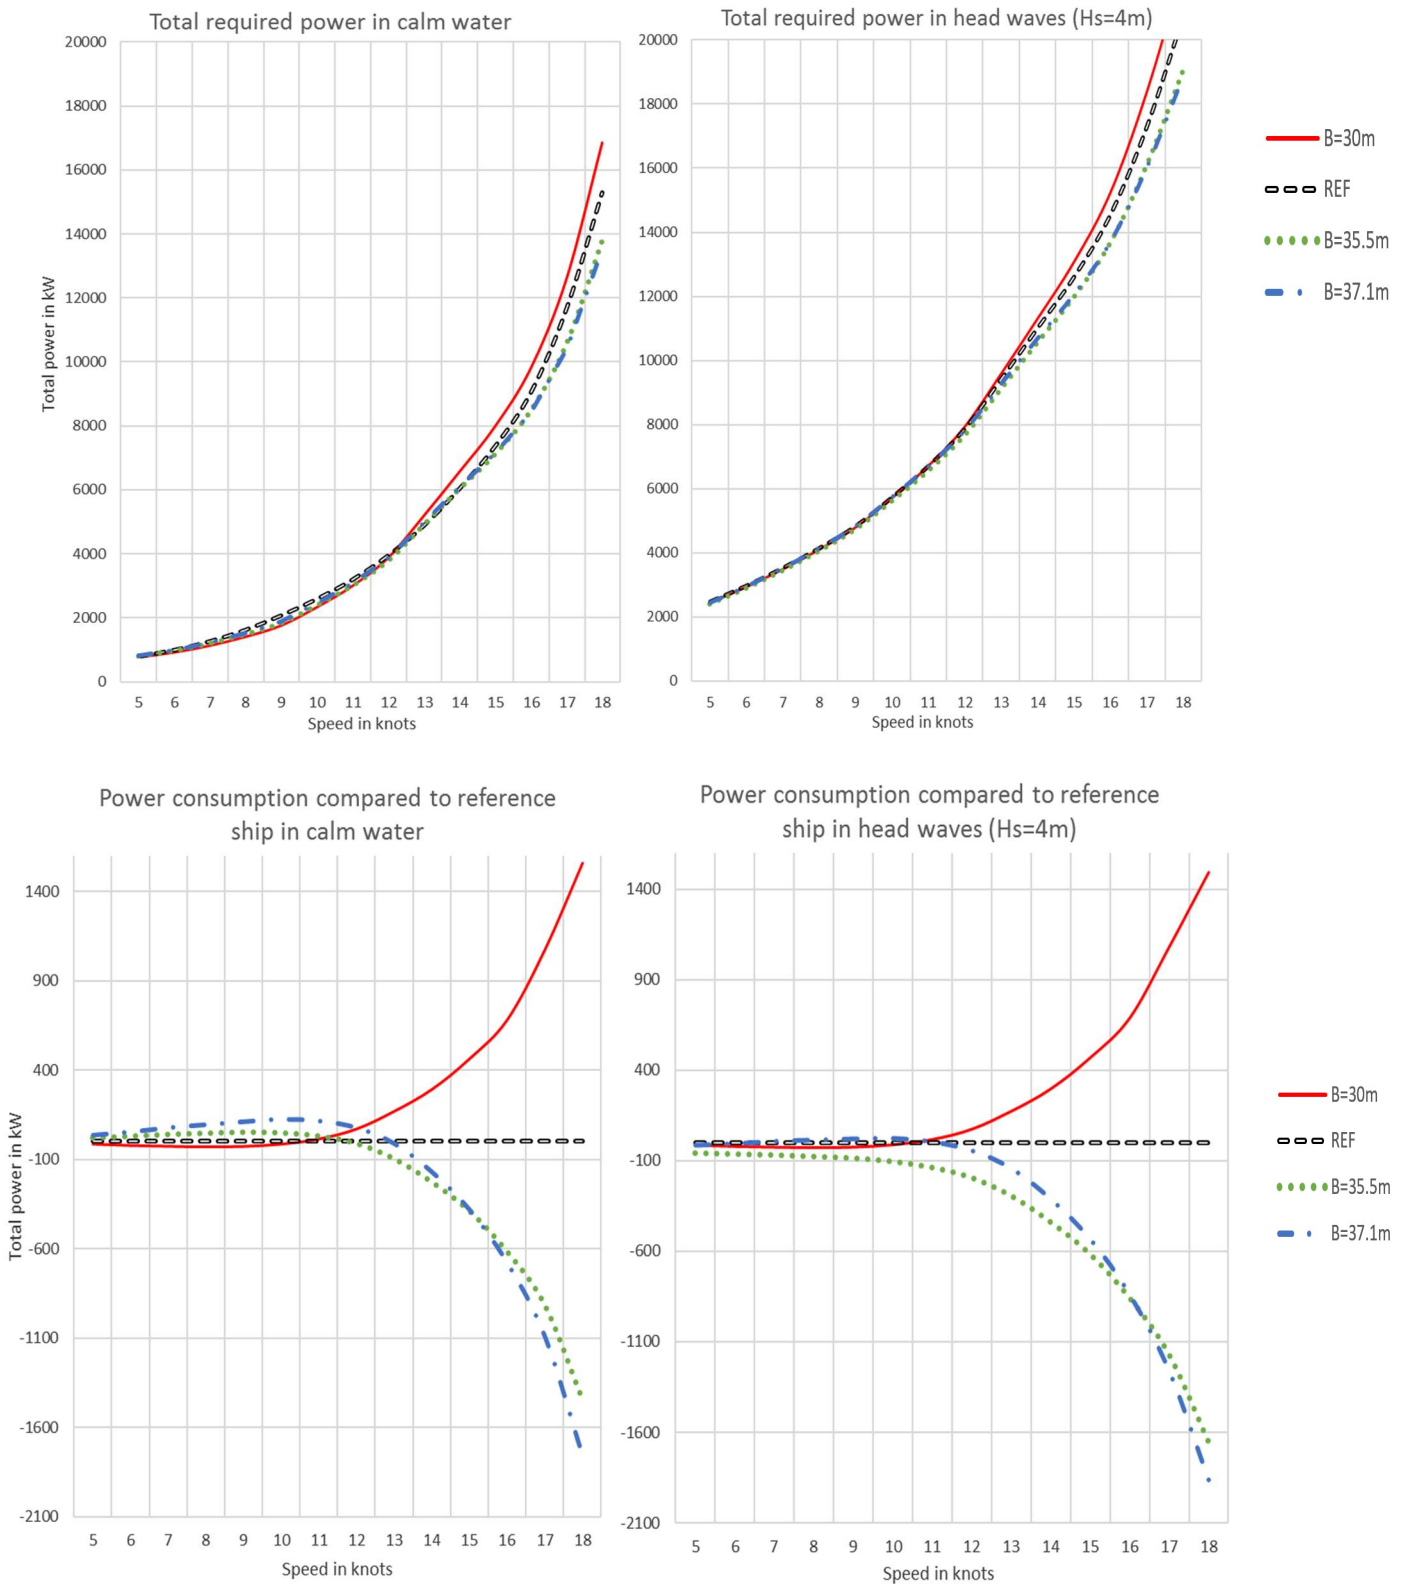 Total required power in calm water
20000
18000
16000
14000
12000
10000
8000
6000
4000
2000
0
Total power in kW
5 6 7 8 9 10 11 12 13 14 15 16 17 18
Speed in knots
Total required power in head waves (Hs=4m)
20000
18000
16000
14000
12000
10000
8000
6000
4000
2000
0
5 6 7 8 9 10 11 12 13 14 15 16 17 18
Speed in knots
B=30m
REF
B=35.5m
B=37.1m
Power consumption compared to reference
ship in calm water
1400
900
400
-100
-600
-1100
-1600
-2100
Total power in kW
5 6 7 8 9 10 11 12 13 14 15 16 17 18
Speed in knots
Power consumption compared to reference
ship in head waves (Hs=4m)
1400
900
400
-100
-600
-1100
-1600
-2100
5 6 7 8 9 10 11 12 13 14 15 16 17 18
Speed in knots
B=30m
REF
B=35.5m
B=37.1m